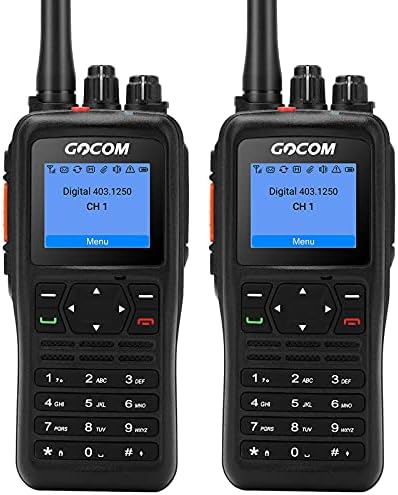 GOCOM
Digital 403.1250
CH 1
Menu
1
2 ABC
3 DEF
4 GHI
5 JKL
6 MNO
7 PQRS
8 TUV
9 WXYZ
*
0
#
GOCOM
Digital 403.1250
CH 1
Menu
1
2 ABC
3 DEF
4 GHI
5 JKL
6 MNO
7 PQRS
8 TUV
9 WXYZ
*
0
#